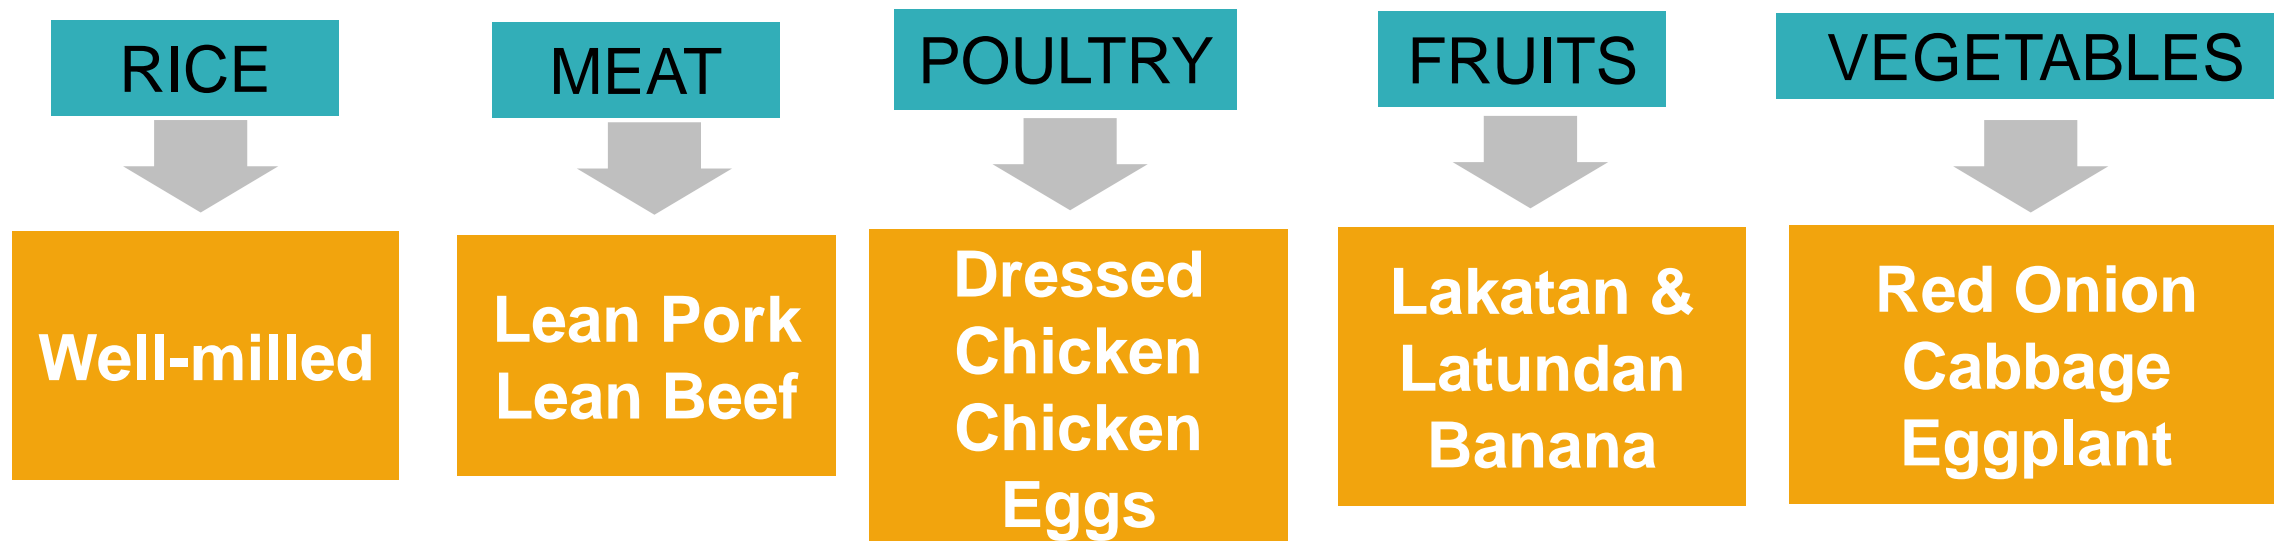 RICE
MEAT
POULTRY
FRUITS
VEGETABLES
Well-milled
Lean Pork
Lean Beef
Dressed
Chicken
Chicken
Eggs
Lakatan &
Latundan
Banana
Red Onion
Cabbage
Eggplant